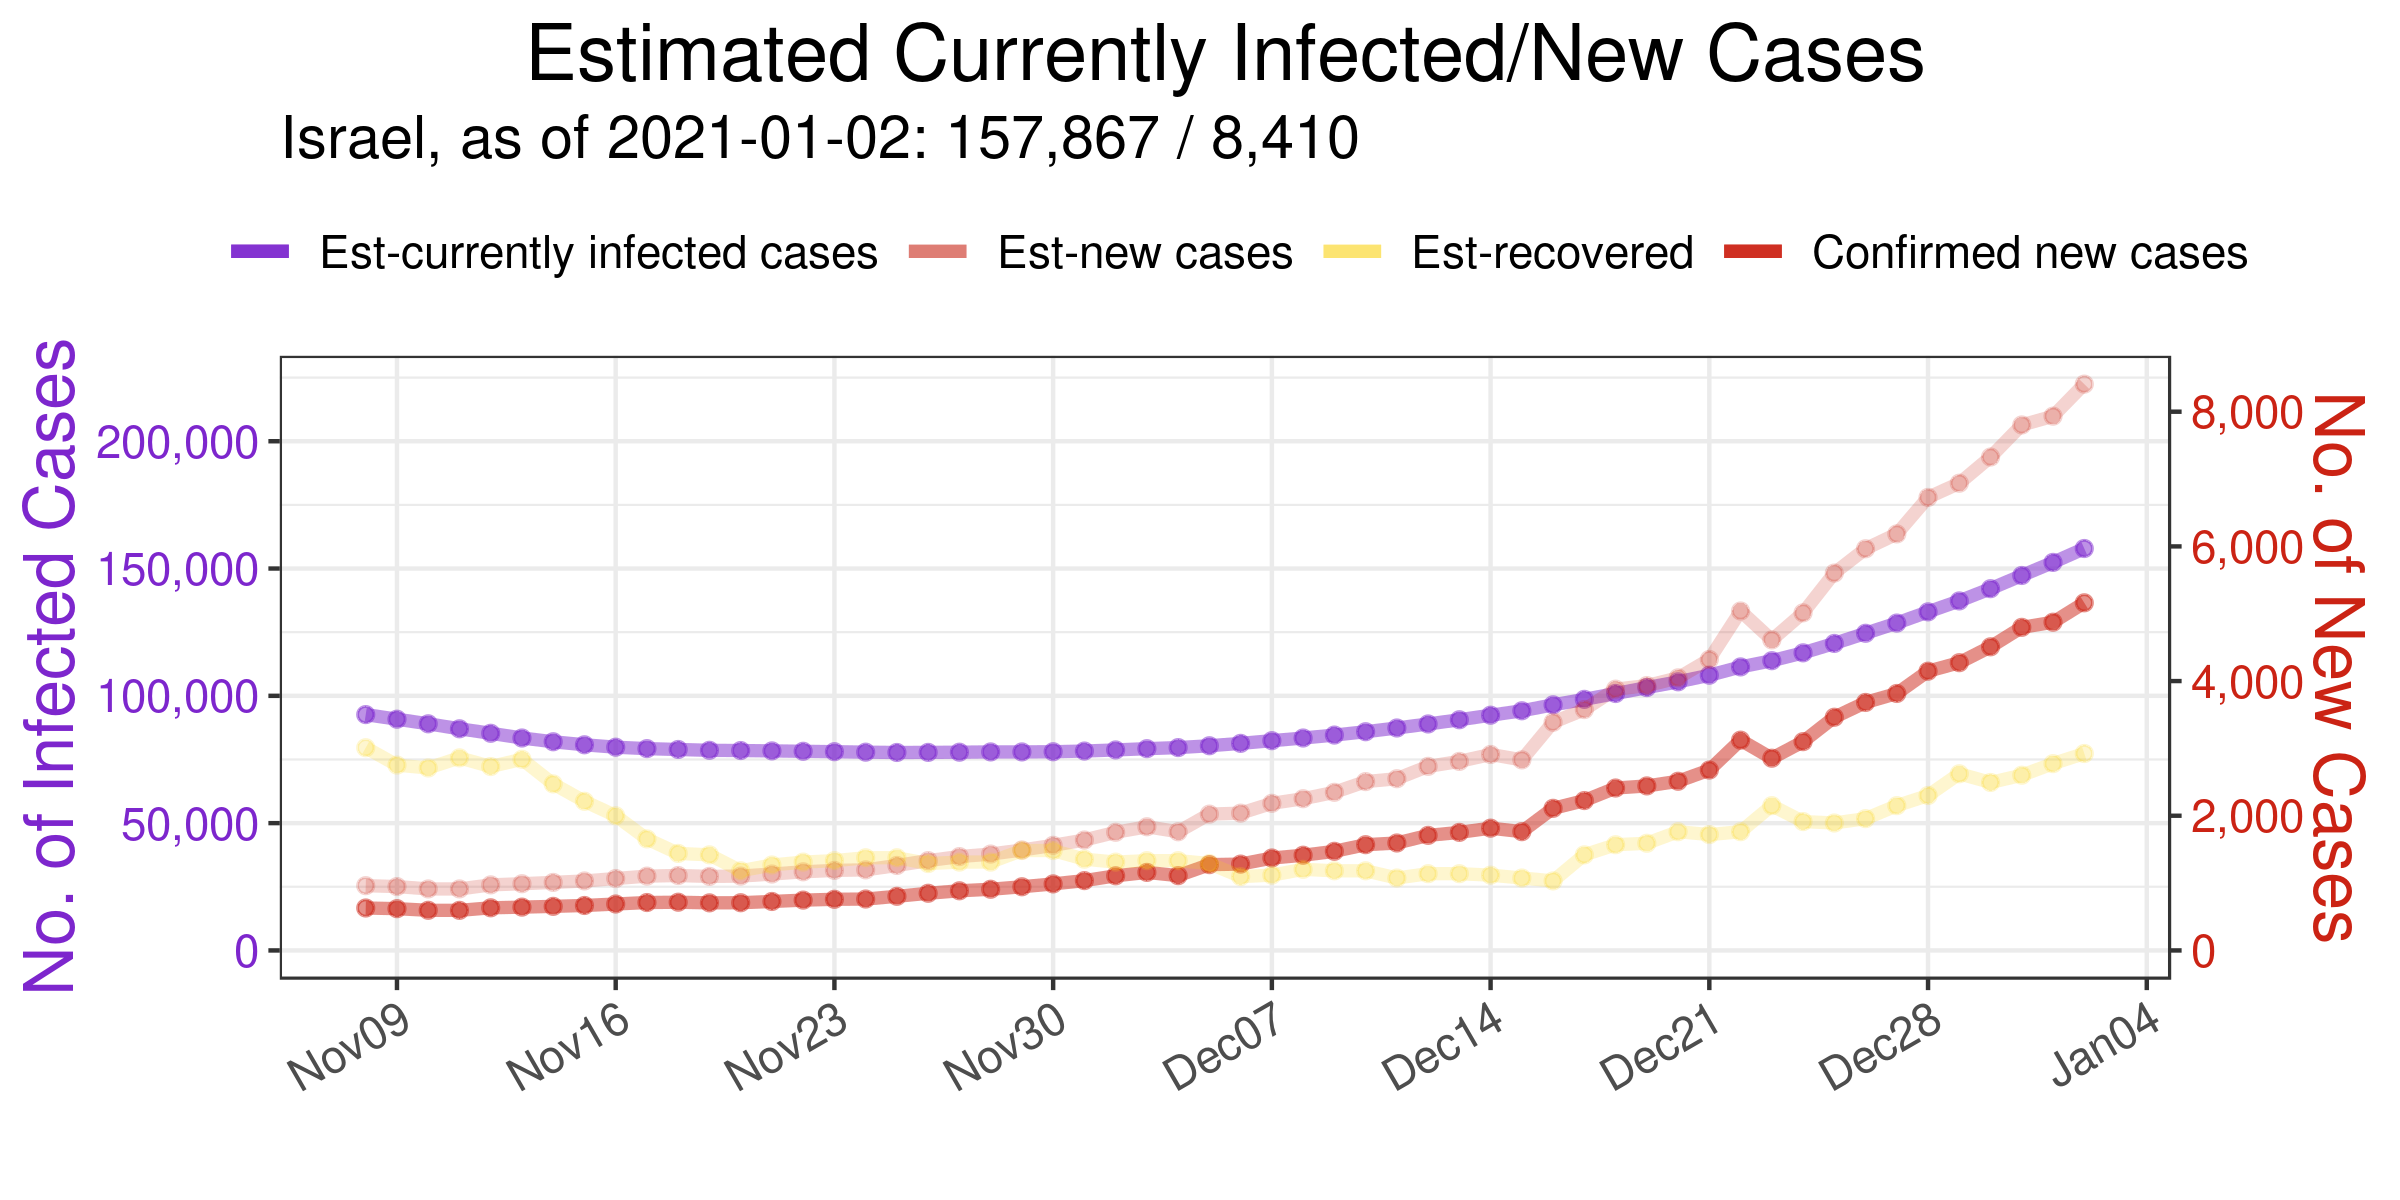 Estimated Currently Infected/New Cases
Israel, as of 2021-01-02: 157,867 / 8,410
Est-currently infected cases Est-new cases Est-recovered Confirmed new cases
No. of Infected Cases
200,000
150,000
100,000
50,000
0
8,000
6,000
4,000
2,000
0
No. of New Cases
Nov09 Nov16 Nov23 Nov30 Dec07 Dec14 Dec21 Dec28 Jan04